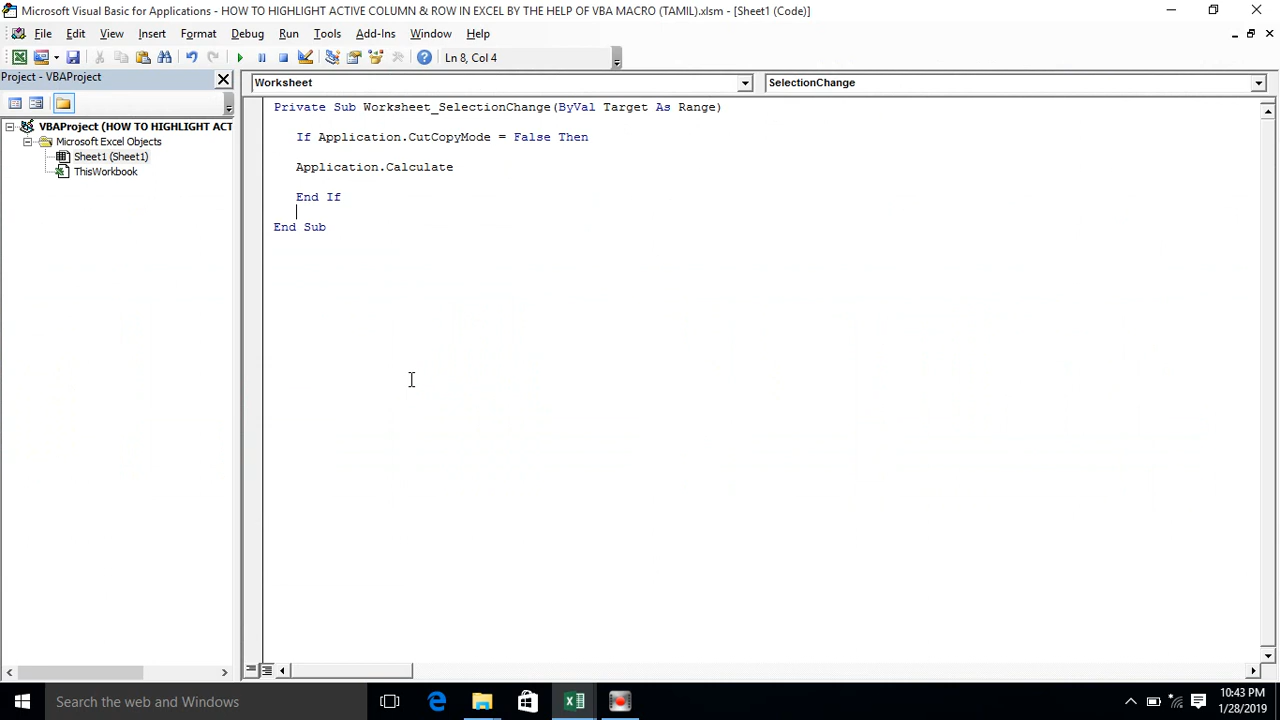 Microsoft Visual Basic for Applications - HOW TO HIGHLIGHT ACTIVE COLUMN & ROW IN EXCEL BY THE HELP OF VBA MACRO (TAMIL).xlsm - [Sheet1 (Code)]
File Edit View Insert Format Debug Run Tools Add-Ins Window Help
Ln 8, Col 4
Project - VBAProject
Worksheet
SelectionChange
VBAProject (HOW TO HIGHLIGHT ACT
Microsoft Excel Objects
Sheet1 (Sheet1)
ThisWorkbook
Private Sub Worksheet_SelectionChange(ByVal Target As Range)
If Application.CutCopyMode = False Then
Application.Calculate
End If
End Sub
Search the web and Windows
10:43 PM
1/28/2019